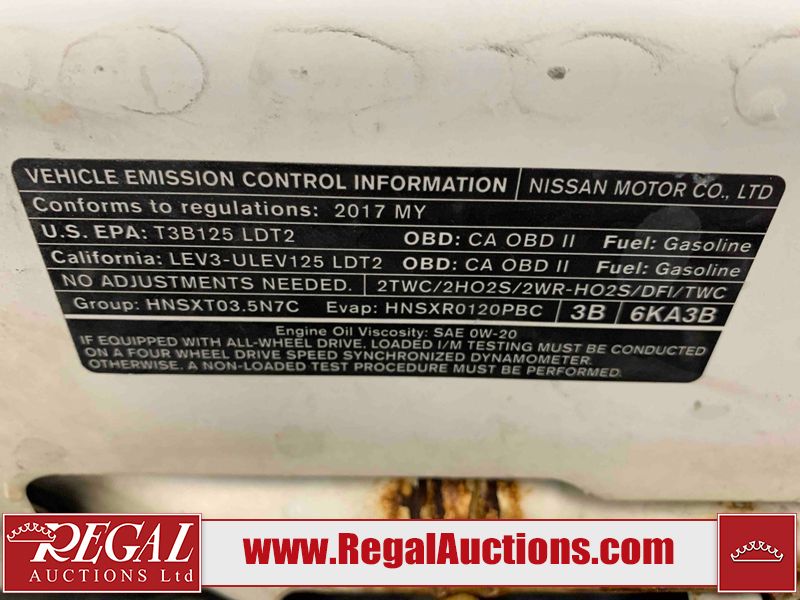 VEHICLE EMISSION CONTROL INFORMATION | NISSAN MOTOR CO., LTD
Conforms to regulations: 2017 MY
U.S. EPA: T3B125 LDT2 OBD: CA OBD II Fuel: Gasoline
California: LEV3-ULEV125 LDT2 OBD: CA OBD II Fuel: Gasoline
NO ADJUSTMENTS NEEDED. 2TWC/2HO2S/2WR-HO2S/DFI/TWC
Group: HNSXT03.5N7C Evap: HNSXR0120PBC 3B 6KA3B
Engine Oil Viscosity: SAE 0W-20
IF EQUIPPED WITH ALL-WHEEL DRIVE, LOADED I/M TESTING MUST BE CONDUCTED
ON A FOUR WHEEL DRIVE SPEED SYNCHRONIZED DYNAMOMETER.
OTHERWISE, A NON-LOADED TEST PROCEDURE MUST BE PERFORMED.
REGAL
AUCTIONS Ltd
www.RegalAuctions.com